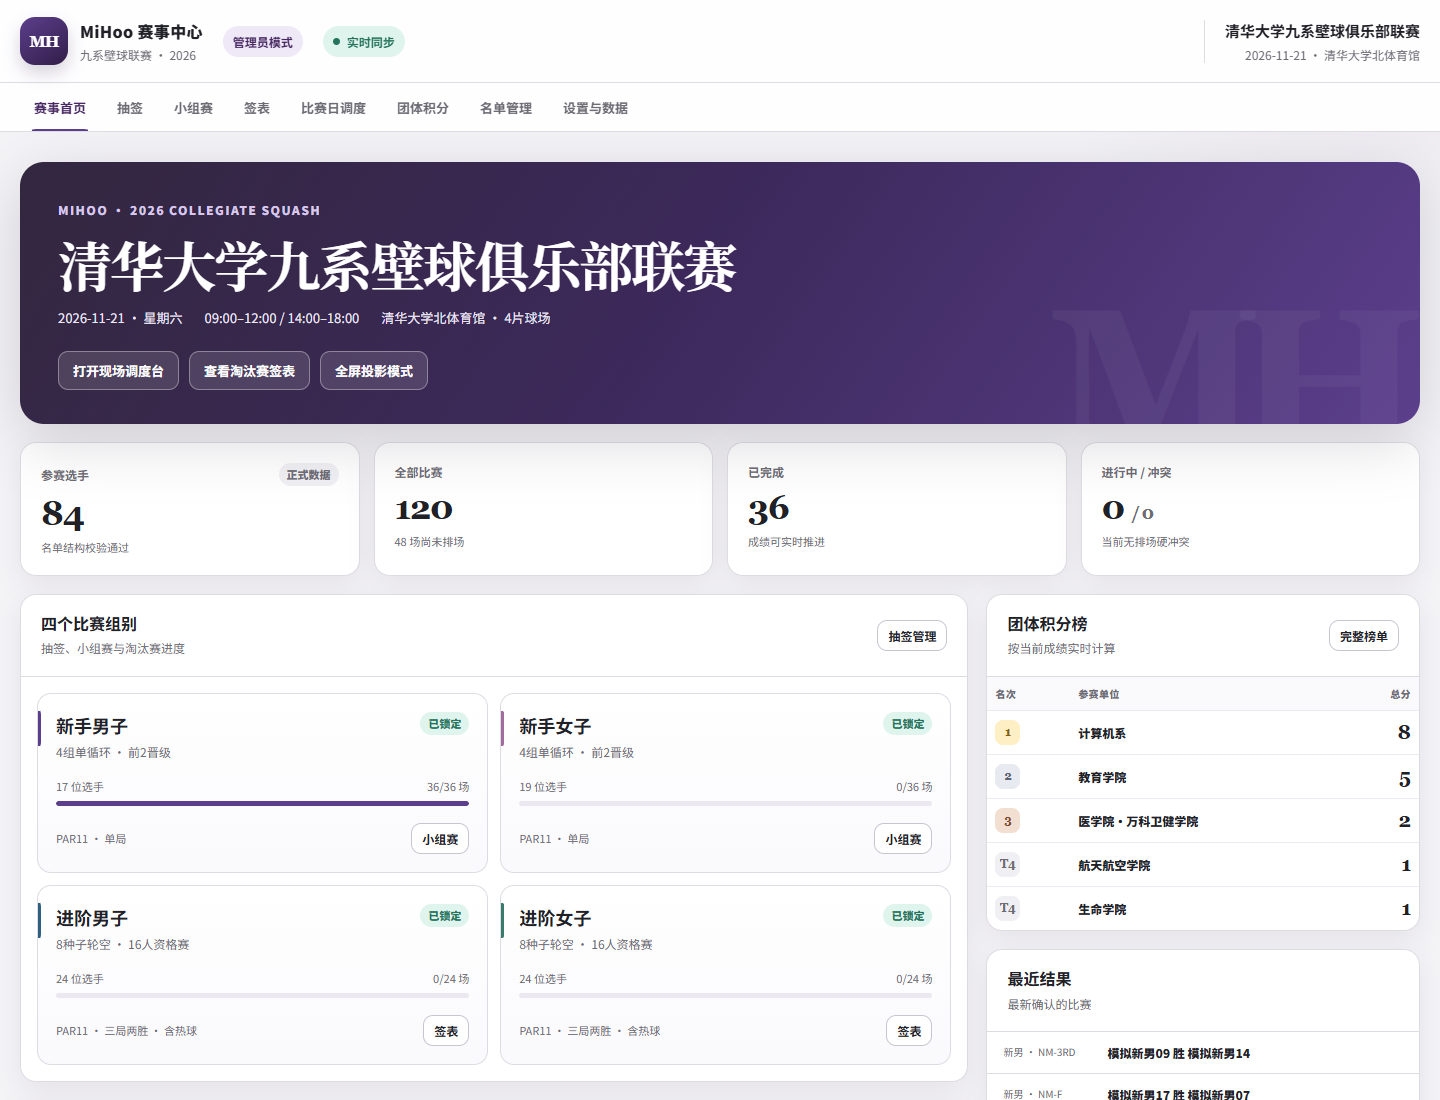 MH
MiHoo 赛事中心
九系壁球联赛 · 2026
管理员模式
实时同步
清华大学九系壁球俱乐部联赛
2026-11-21 · 清华大学北体育馆
赛事首页 抽签 小组赛 签表 比赛日调度 团体积分 名单管理 设置与数据
MIHOO · 2026 COLLEGIATE SQUASH
清华大学九系壁球俱乐部联赛
2026-11-21 · 星期六 09:00–12:00 / 14:00–18:00 清华大学北体育馆 · 4片球场
打开现场调度台 查看淘汰赛签表 全屏投影模式
MH
参赛选手 正式数据
84
名单结构校验通过
全部比赛
120
48 场尚未排场
已完成
36
成绩可实时推进
进行中 / 冲突
0 / 0
当前无排场硬冲突
四个比赛组别
抽签、小组赛与淘汰赛进度
抽签管理
新手男子 已锁定
4组单循环 · 前2晋级
17 位选手 36/36 场
PAR11 · 单局 小组赛
新手女子 已锁定
4组单循环 · 前2晋级
19 位选手 0/36 场
PAR11 · 单局 小组赛
进阶男子 已锁定
8种子轮空 · 16人资格赛
24 位选手 0/24 场
PAR11 · 三局两胜 · 含热球 签表
进阶女子 已锁定
8种子轮空 · 16人资格赛
24 位选手 0/24 场
PAR11 · 三局两胜 · 含热球 签表
团体积分榜
按当前成绩实时计算
完整榜单
名次 参赛单位 总分
1 计算机系 8
2 教育学院 5
3 医学院·万科卫健学院 2
T4 航天航空学院 1
T4 生命学院 1
最近结果
最新确认的比赛
新男 · NM-3RD 模拟新男09 胜 模拟新男14
新男 · NM-F 模拟新男17 胜 模拟新男07